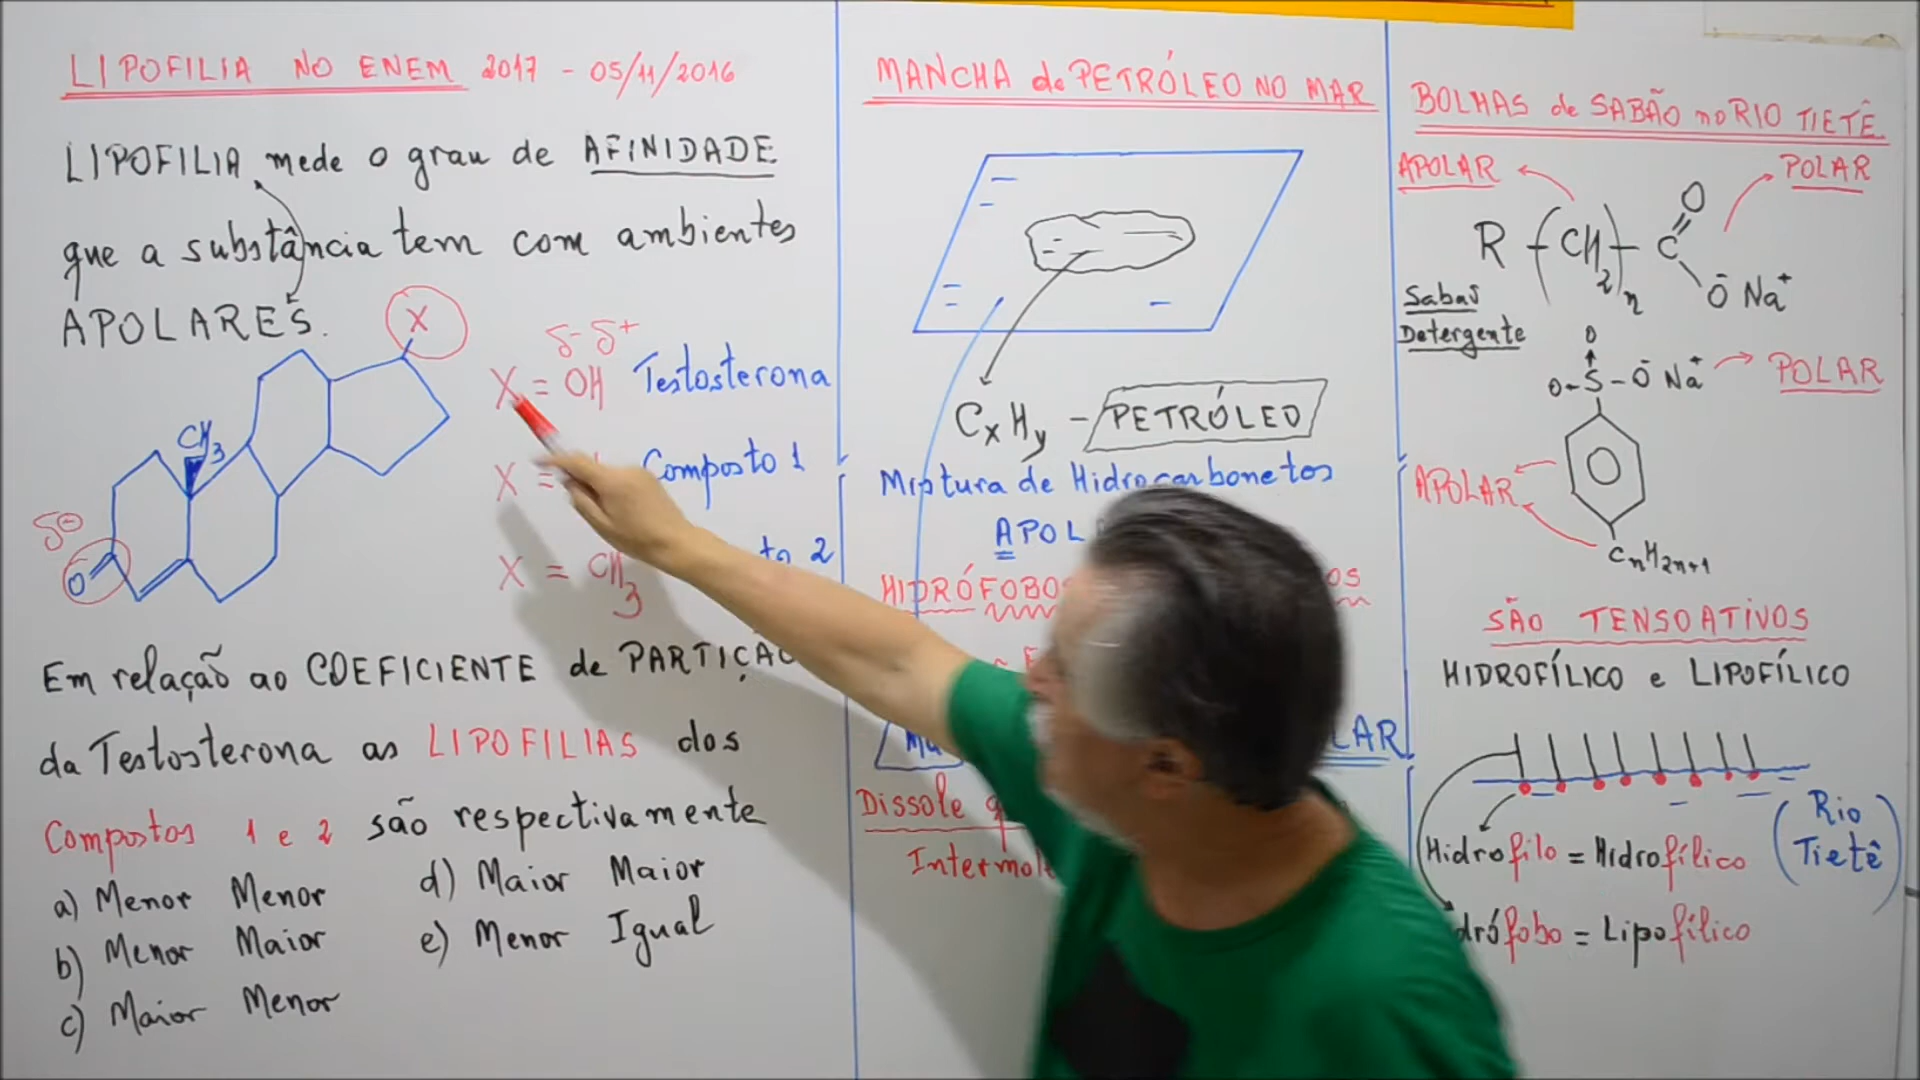 LIPOFILIA NO ENEM 2017 - 05/11/2016
LIPOFILIA mede o grau de AFINIDADE
que a substância tem com ambientes
APOLARES.
X
CH3
δ⊖
O
δ- δ+
X = OH Testosterona
X = Composto 1
X = CH3 to 2
Em relação ao COEFICIENTE de PARTIÇÃO
da Testosterona as LIPOFILIAS dos
Compostos 1 e 2 são respectivamente
a) Menor Menor
b) Menor Maior
c) Maior Menor
d) Maior Maior
e) Menor Igual
MANCHA de PETRÓLEO NO MAR
CxHy - PETRÓLEO
Mistura de Hidrocarbonetos
APOL
HIDRÓFOBOS OS
LAR
Dissole q
Intermol
BOLHAS de SABÃO no RIO TIETÊ
APOLAR POLAR
R (CH2)n C O
O- Na+
Sabão
Detergente
O
O-S-O- Na+ POLAR
APOLAR
CnH2n+1
SÃO TENSOATIVOS
HIDROFÍLICO e LIPOFÍLICO
Rio
Tietê
Hidrofilo = Hidrofílico
drófobo = Lipofílico